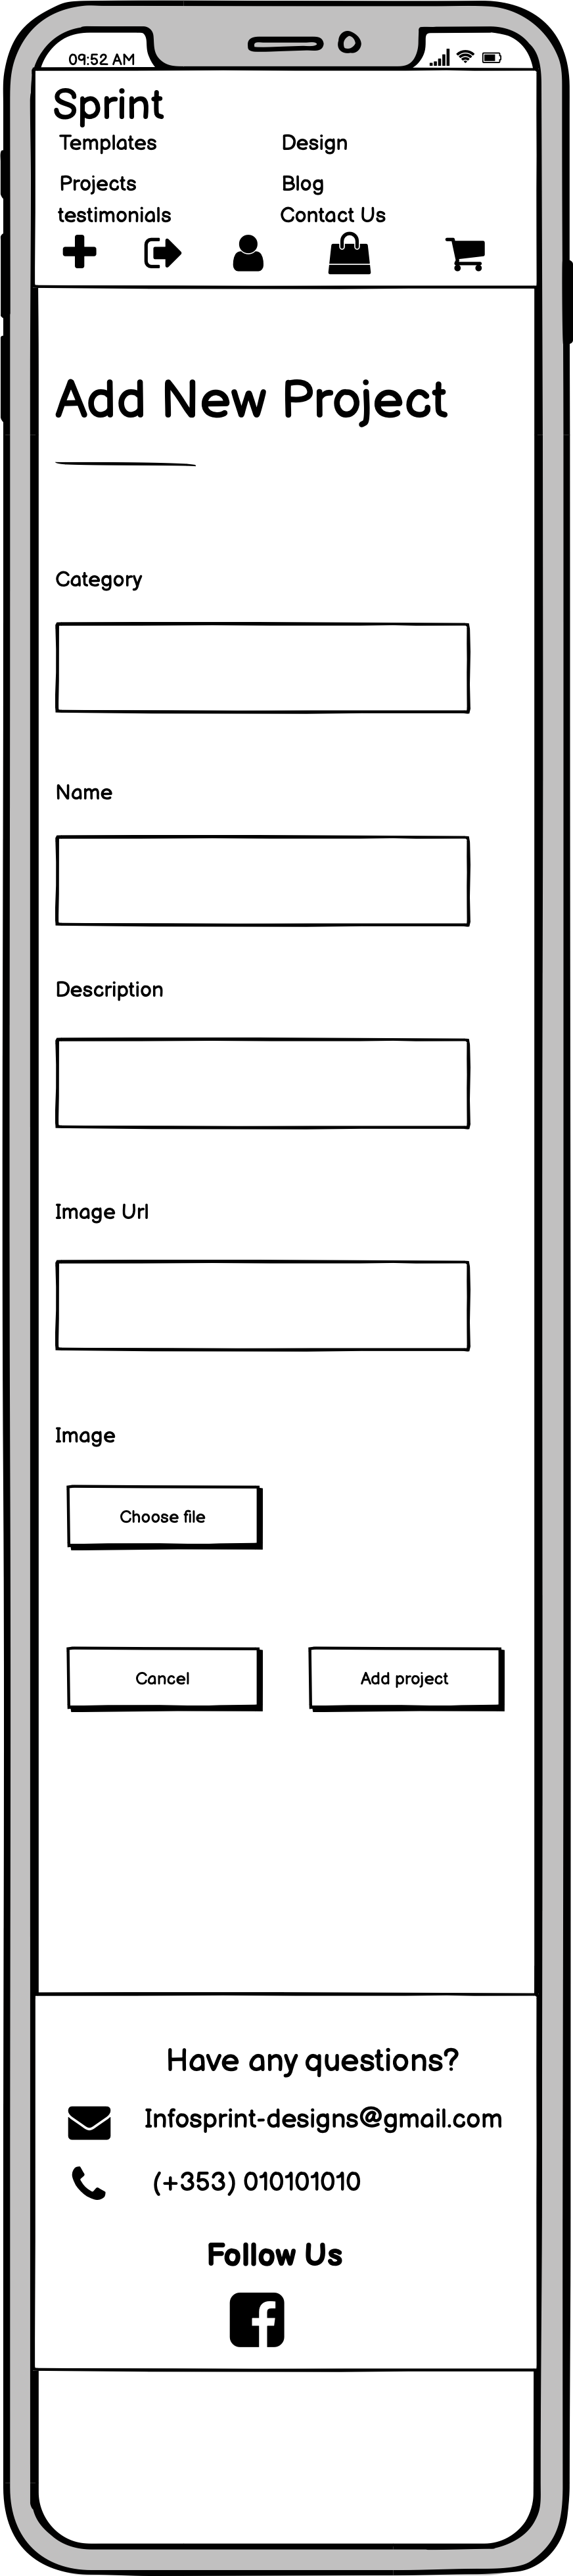 09:52 AM
Sprint
Templates Design
Projects Blog
testimonials Contact Us
Add New Project
Category
Name
Description
Image Url
Image
Choose file
Cancel Add project
Have any questions?
Infosprint-designs@gmail.com
(+353) 010101010
Follow Us